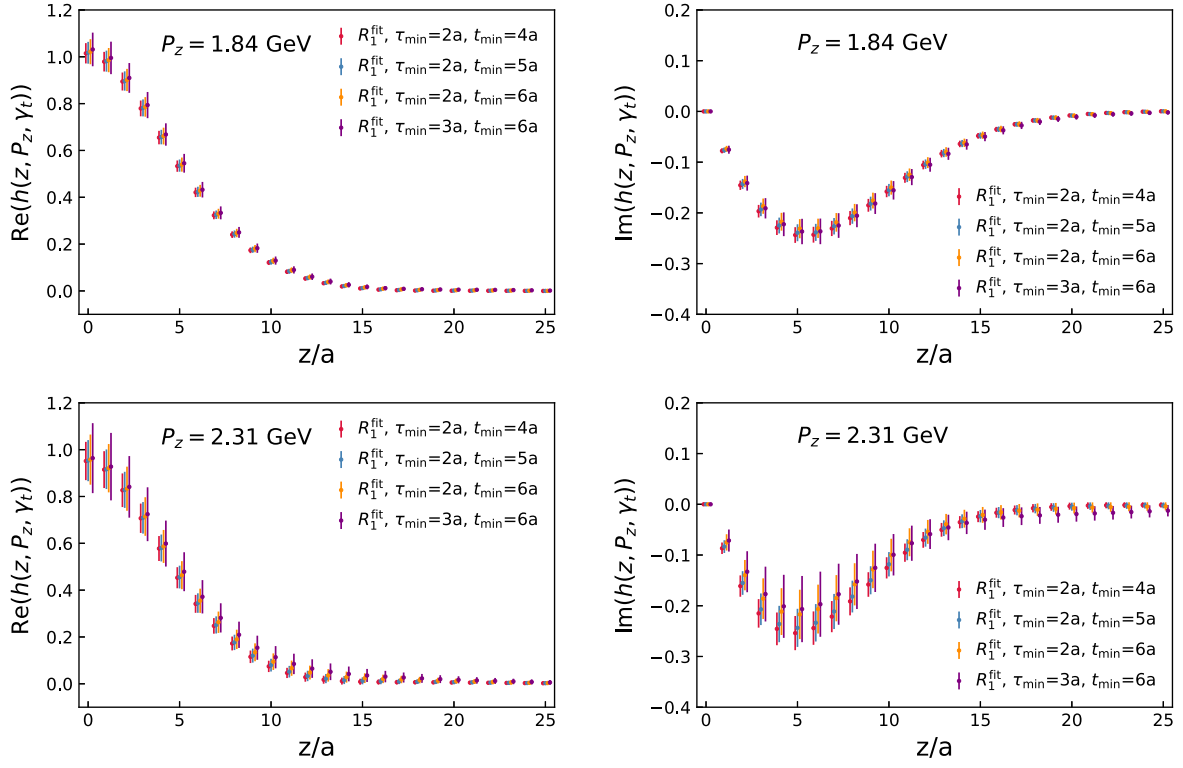 Re(h(z, P_z, γ_t))
1.2
1.0
0.8
0.6
0.4
0.2
0.0
P_z = 1.84 GeV
R_1^fit, τ_min=2a, t_min=4a
R_1^fit, τ_min=2a, t_min=5a
R_1^fit, τ_min=2a, t_min=6a
R_1^fit, τ_min=3a, t_min=6a
0 5 10 15 20 25
z/a
Im(h(z, P_z, γ_t))
0.2
0.1
0.0
−0.1
−0.2
−0.3
−0.4
P_z = 1.84 GeV
R_1^fit, τ_min=2a, t_min=4a
R_1^fit, τ_min=2a, t_min=5a
R_1^fit, τ_min=2a, t_min=6a
R_1^fit, τ_min=3a, t_min=6a
0 5 10 15 20 25
z/a
Re(h(z, P_z, γ_t))
1.2
1.0
0.8
0.6
0.4
0.2
0.0
P_z = 2.31 GeV
R_1^fit, τ_min=2a, t_min=4a
R_1^fit, τ_min=2a, t_min=5a
R_1^fit, τ_min=2a, t_min=6a
R_1^fit, τ_min=3a, t_min=6a
0 5 10 15 20 25
z/a
Im(h(z, P_z, γ_t))
0.2
0.1
0.0
−0.1
−0.2
−0.3
−0.4
P_z = 2.31 GeV
R_1^fit, τ_min=2a, t_min=4a
R_1^fit, τ_min=2a, t_min=5a
R_1^fit, τ_min=2a, t_min=6a
R_1^fit, τ_min=3a, t_min=6a
0 5 10 15 20 25
z/a